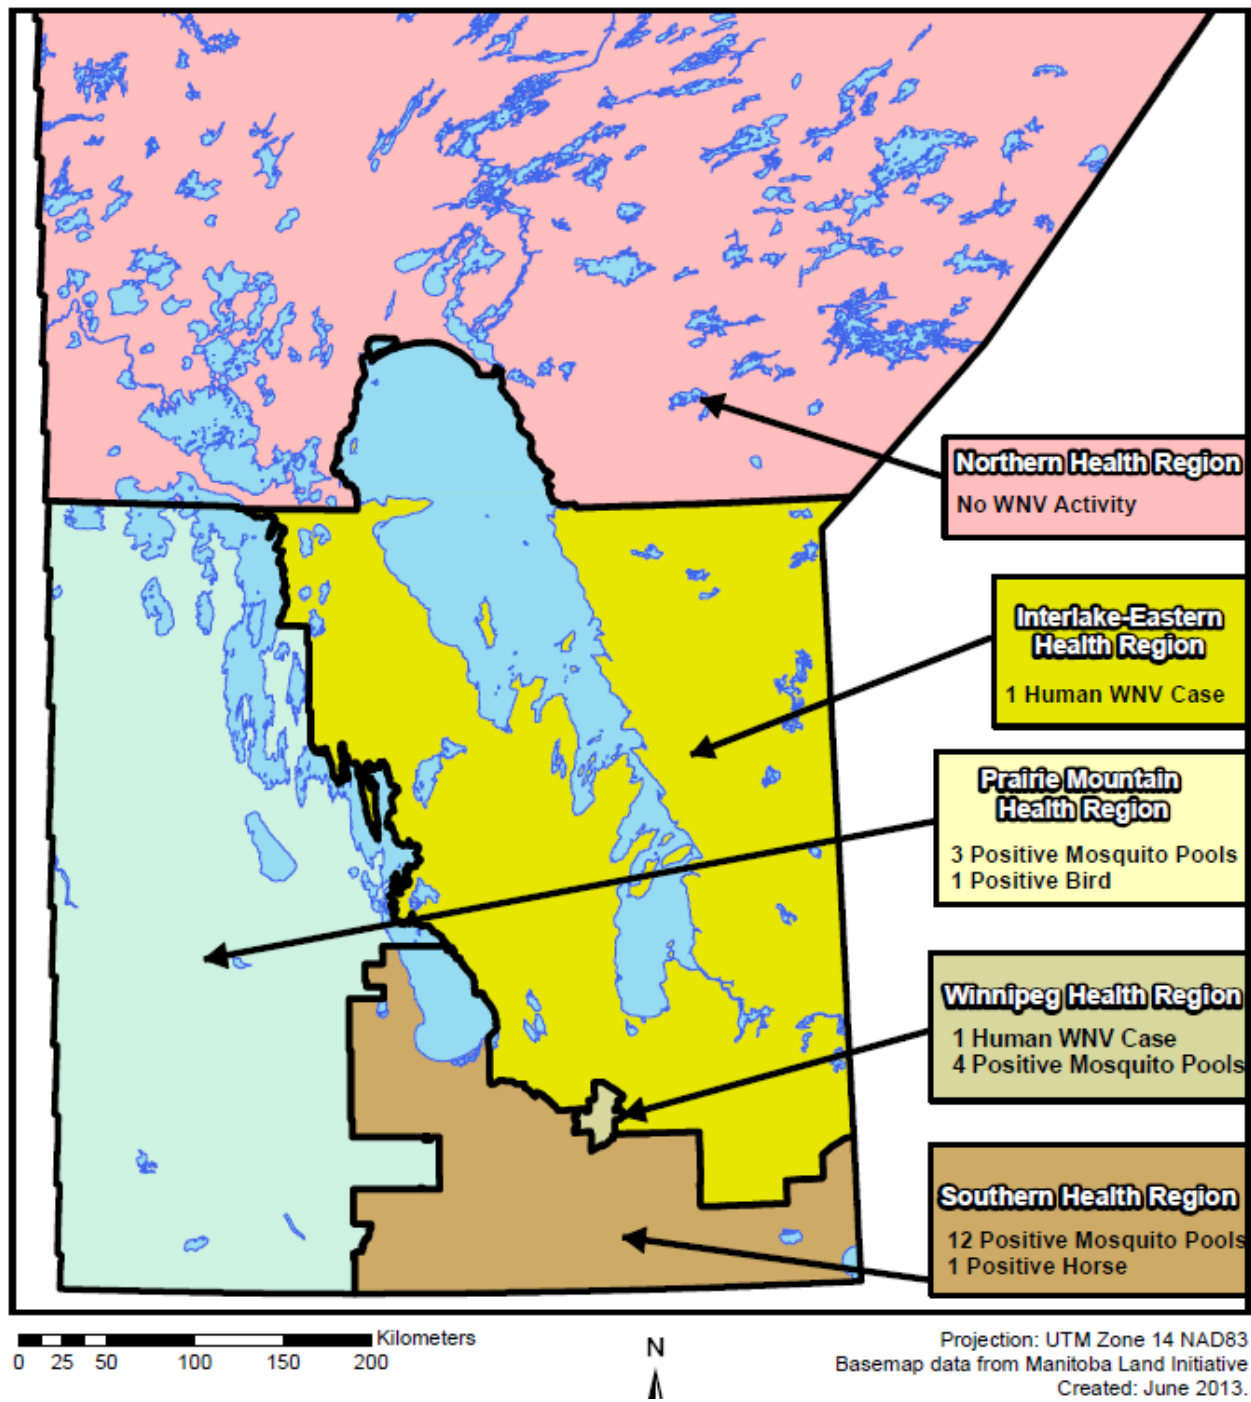 Northern Health Region
No WNV Activity
Interlake-Eastern
Health Region
1 Human WNV Case
Prairie Mountain
Health Region
3 Positive Mosquito Pools
1 Positive Bird
Winnipeg Health Region
1 Human WNV Case
4 Positive Mosquito Pools
Southern Health Region
12 Positive Mosquito Pools
1 Positive Horse
Kilometers
0 25 50 100 150 200
N
Projection: UTM Zone 14 NAD83
Basemap data from Manitoba Land Initiative
Created: June 2013.